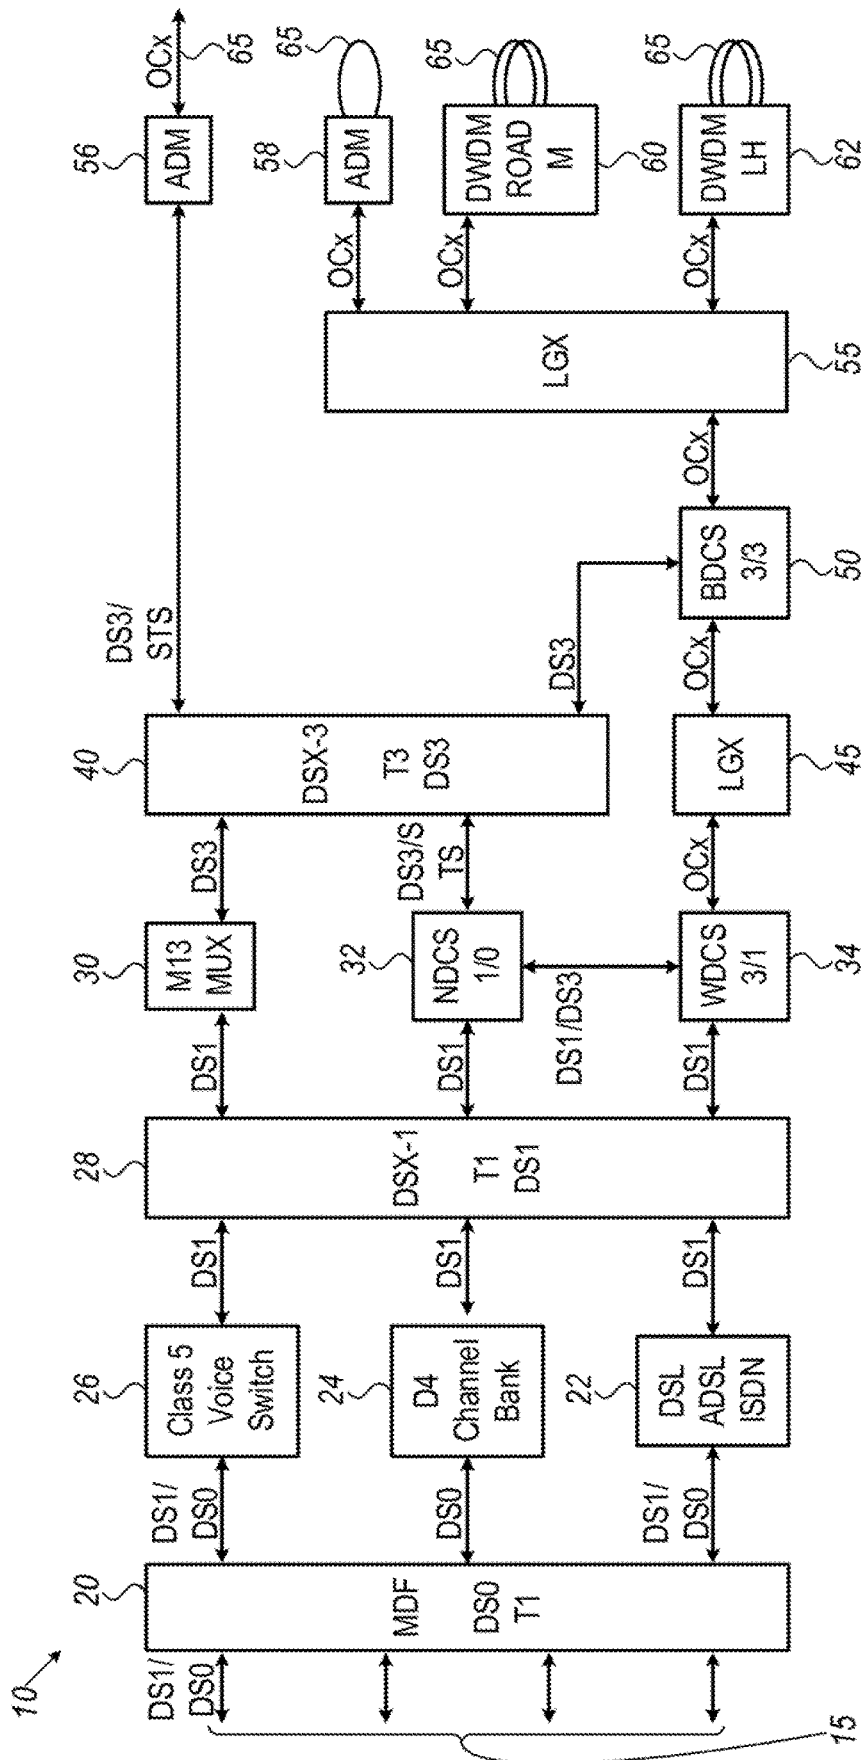 10
15
DS1/
DS0
20
MDF
DS0
T1
DS1/
DS0
DS0
DS1/
DS0
26
Class 5
Voice
Switch
24
D4
Channel
Bank
22
DSL
ADSL
ISDN
DS1
DS1
DS1
28
DSX-1
T1
DS1
DS1
DS1
DS1
30
M13
MUX
32
NDCS
1/0
DS1/DS3
WDCS
3/1
34
DS3
DS3/S
TS
OCx
40
DSX-3
T3
DS3
LGX
45
DS3/
STS
DS3
OCx
BDCS
3/3
50
OCx
LGX
55
OCx
OCx
OCx
56
ADM
58
ADM
DWDM
ROAD
M
60
DWDM
LH
62
OCx
65
65
65
65